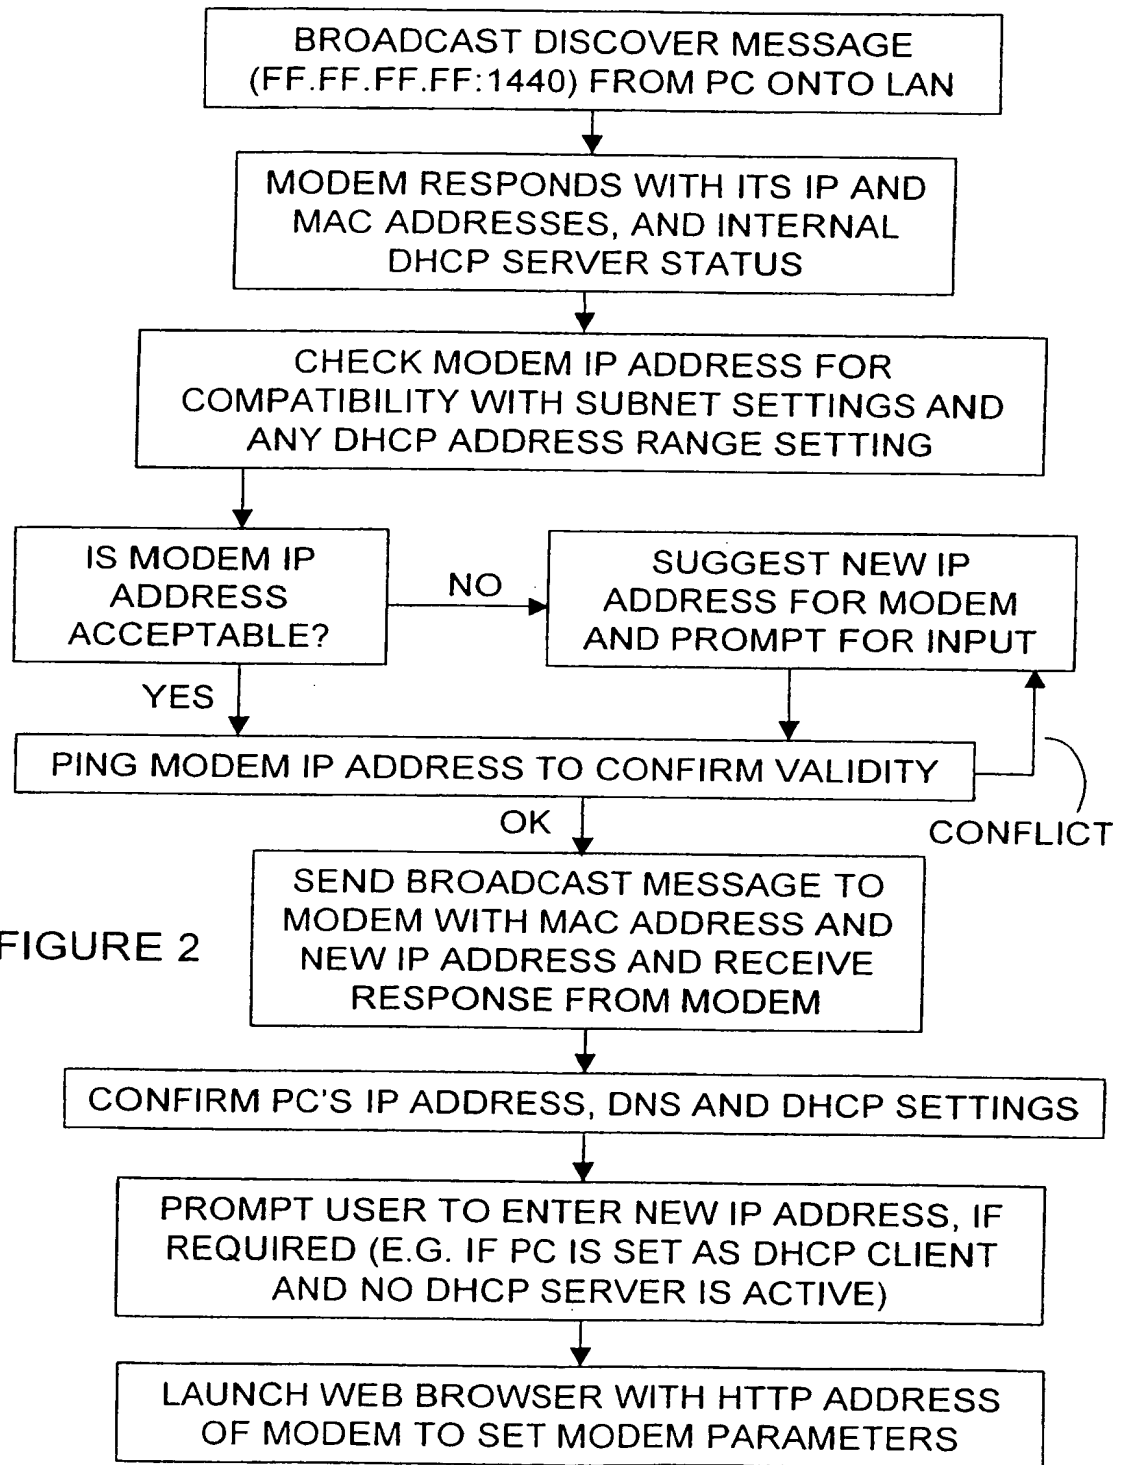 BROADCAST DISCOVER MESSAGE
(FF.FF.FF.FF:1440) FROM PC ONTO LAN
MODEM RESPONDS WITH ITS IP AND
MAC ADDRESSES, AND INTERNAL
DHCP SERVER STATUS
CHECK MODEM IP ADDRESS FOR
COMPATIBILITY WITH SUBNET SETTINGS AND
ANY DHCP ADDRESS RANGE SETTING
IS MODEM IP
ADDRESS
ACCEPTABLE?
NO
SUGGEST NEW IP
ADDRESS FOR MODEM
AND PROMPT FOR INPUT
YES
PING MODEM IP ADDRESS TO CONFIRM VALIDITY
OK
CONFLICT
SEND BROADCAST MESSAGE TO
MODEM WITH MAC ADDRESS AND
NEW IP ADDRESS AND RECEIVE
RESPONSE FROM MODEM
FIGURE 2
CONFIRM PC'S IP ADDRESS, DNS AND DHCP SETTINGS
PROMPT USER TO ENTER NEW IP ADDRESS, IF
REQUIRED (E.G. IF PC IS SET AS DHCP CLIENT
AND NO DHCP SERVER IS ACTIVE)
LAUNCH WEB BROWSER WITH HTTP ADDRESS
OF MODEM TO SET MODEM PARAMETERS